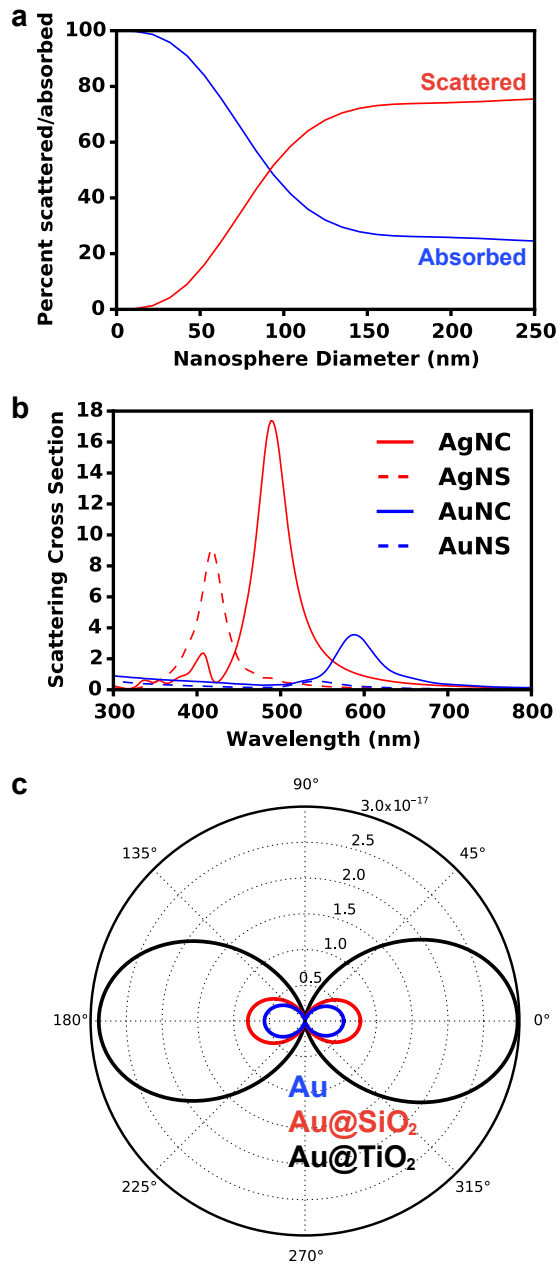 a
Percent scattered/absorbed
100
80
60
40
20
0
Scattered
Absorbed
0 50 100 150 200 250
Nanosphere Diameter (nm)
b
Scattering Cross Section
18
16
14
12
10
8
6
4
2
0
AgNC
AgNS
AuNC
AuNS
300 400 500 600 700 800
Wavelength (nm)
c
90°
3.0x10⁻¹⁷
135°
45°
2.5
2.0
1.5
1.0
0.5
180°
0°
Au
Au@SiO₂
Au@TiO₂
225°
315°
270°